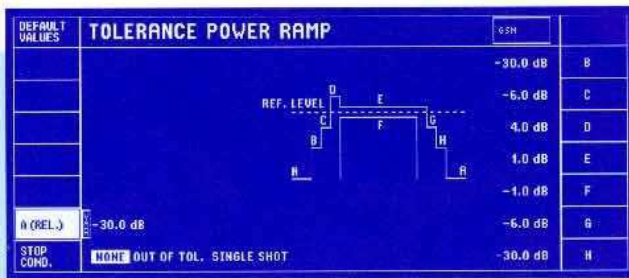 DEFAULT VALUES
TOLERANCE POWER RAMP
GSM
-30.0 dB B
-6.0 dB C
4.0 dB D
1.0 dB E
-1.0 dB F
-6.0 dB G
-30.0 dB H
REF. LEVEL
D
E
C
F
G
B
H
A
A
A (REL.)
-30.0 dB
STOP COND.
NONE OUT OF TOL. SINGLE SHOT